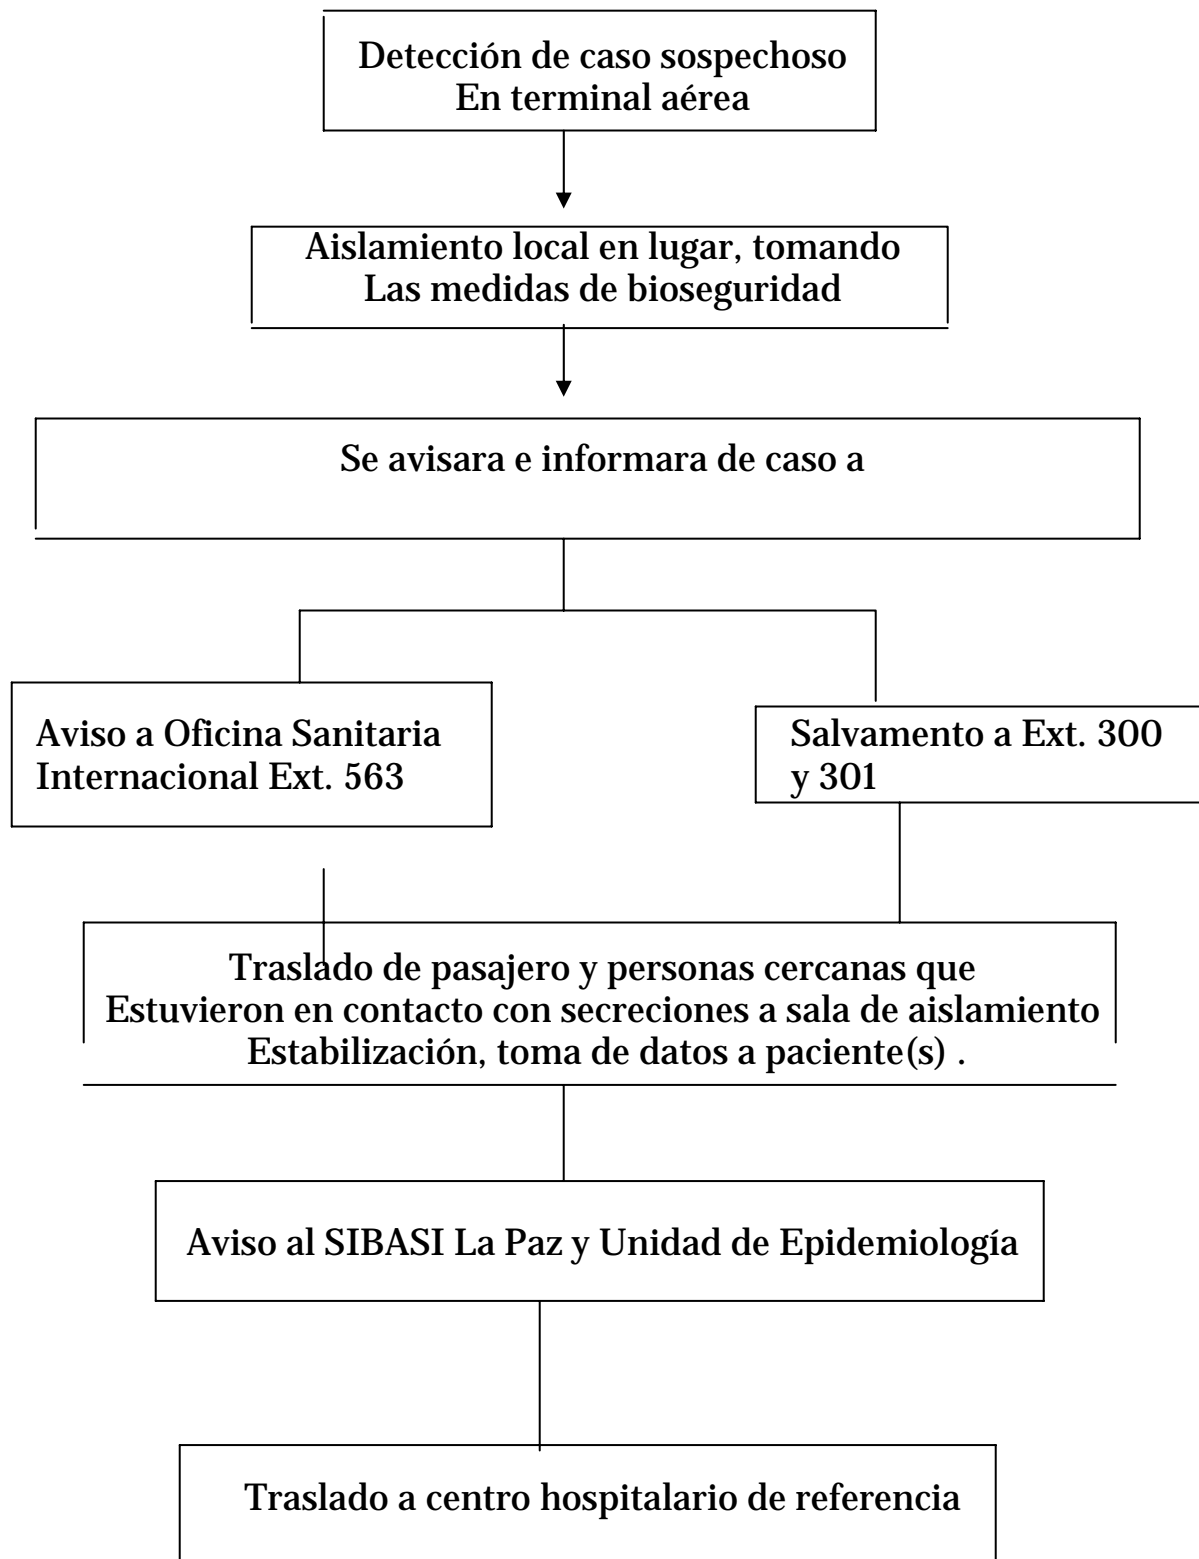 Detección de caso sospechoso
En terminal aérea
Aislamiento local en lugar, tomando
Las medidas de bioseguridad
Se avisara e informara de caso a
Aviso a Oficina Sanitaria
Internacional Ext. 563
Salvamento a Ext. 300
y 301
Traslado de pasajero y personas cercanas que
Estuvieron en contacto con secreciones a sala de aislamiento
Estabilización, toma de datos a paciente(s) .
Aviso al SIBASI La Paz y Unidad de Epidemiología
Traslado a centro hospitalario de referencia